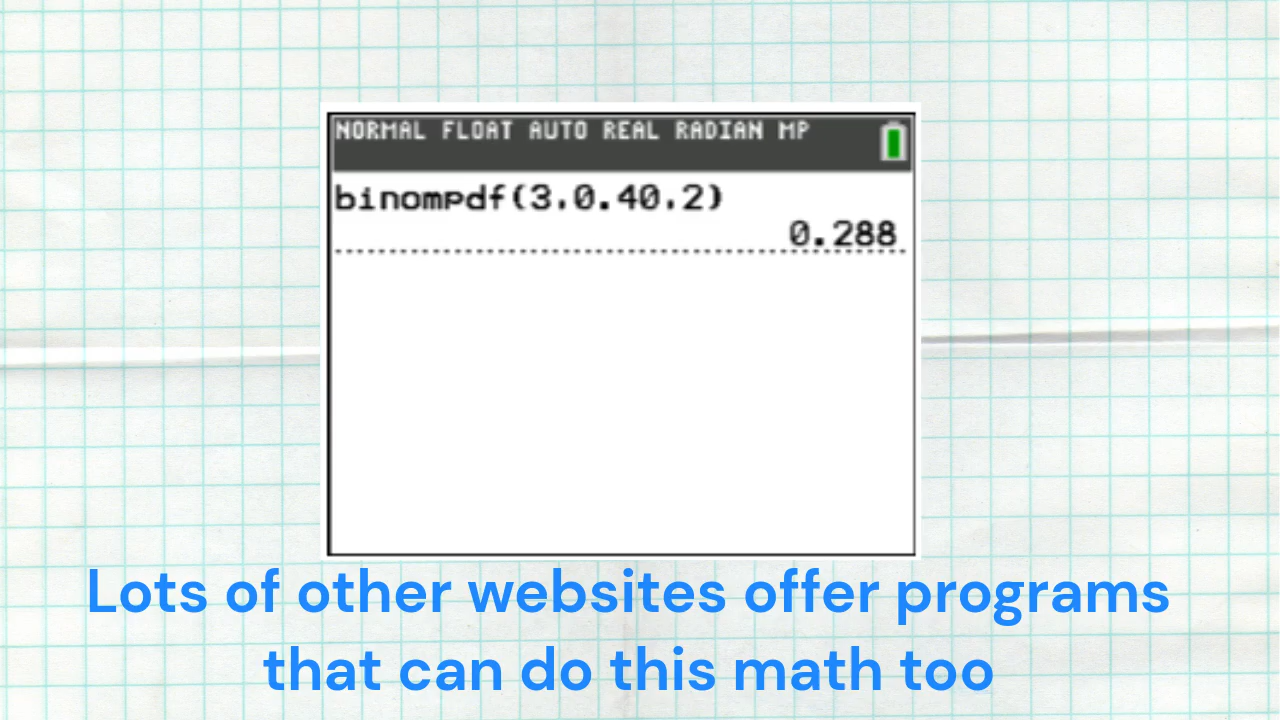 NORMAL FLOAT AUTO REAL RADIAN MP
binompdf(3,0.40,2)
0.288
Lots of other websites offer programs
that can do this math too